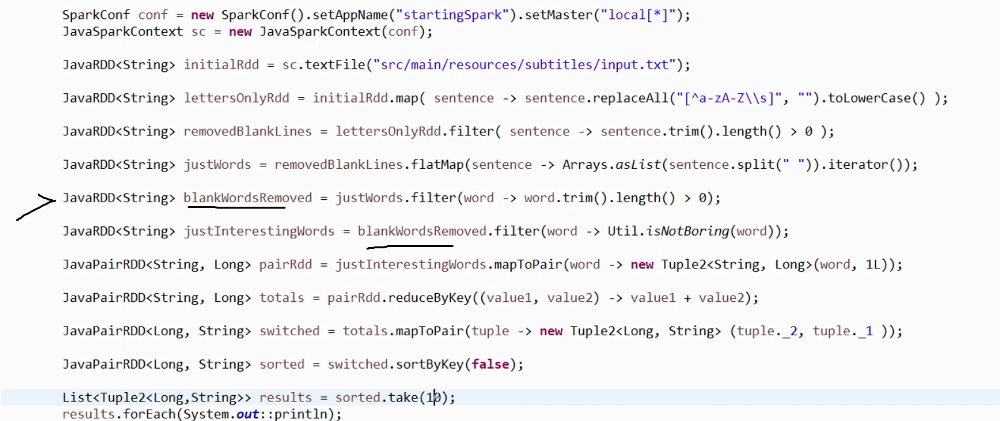 SparkConf conf = new SparkConf().setAppName("startingSpark").setMaster("local[*]");
JavaSparkContext sc = new JavaSparkContext(conf);
JavaRDD<String> initialRdd = sc.textFile("src/main/resources/subtitles/input.txt");
JavaRDD<String> lettersOnlyRdd = initialRdd.map( sentence -> sentence.replaceAll("[^a-zA-Z\\s]", "").toLowerCase() );
JavaRDD<String> removedBlankLines = lettersOnlyRdd.filter( sentence -> sentence.trim().length() > 0 );
JavaRDD<String> justWords = removedBlankLines.flatMap(sentence -> Arrays.asList(sentence.split(" ")).iterator());
JavaRDD<String> blankWordsRemoved = justWords.filter(word -> word.trim().length() > 0);
JavaRDD<String> justInterestingWords = blankWordsRemoved.filter(word -> Util.isNotBoring(word));
JavaPairRDD<String, Long> pairRdd = justInterestingWords.mapToPair(word -> new Tuple2<String, Long>(word, 1L));
JavaPairRDD<String, Long> totals = pairRdd.reduceByKey((value1, value2) -> value1 + value2);
JavaPairRDD<Long, String> switched = totals.mapToPair(tuple -> new Tuple2<Long, String> (tuple._2, tuple._1 ));
JavaPairRDD<Long, String> sorted = switched.sortByKey(false);
List<Tuple2<Long,String>> results = sorted.take(10);
results.forEach(System.out::println);